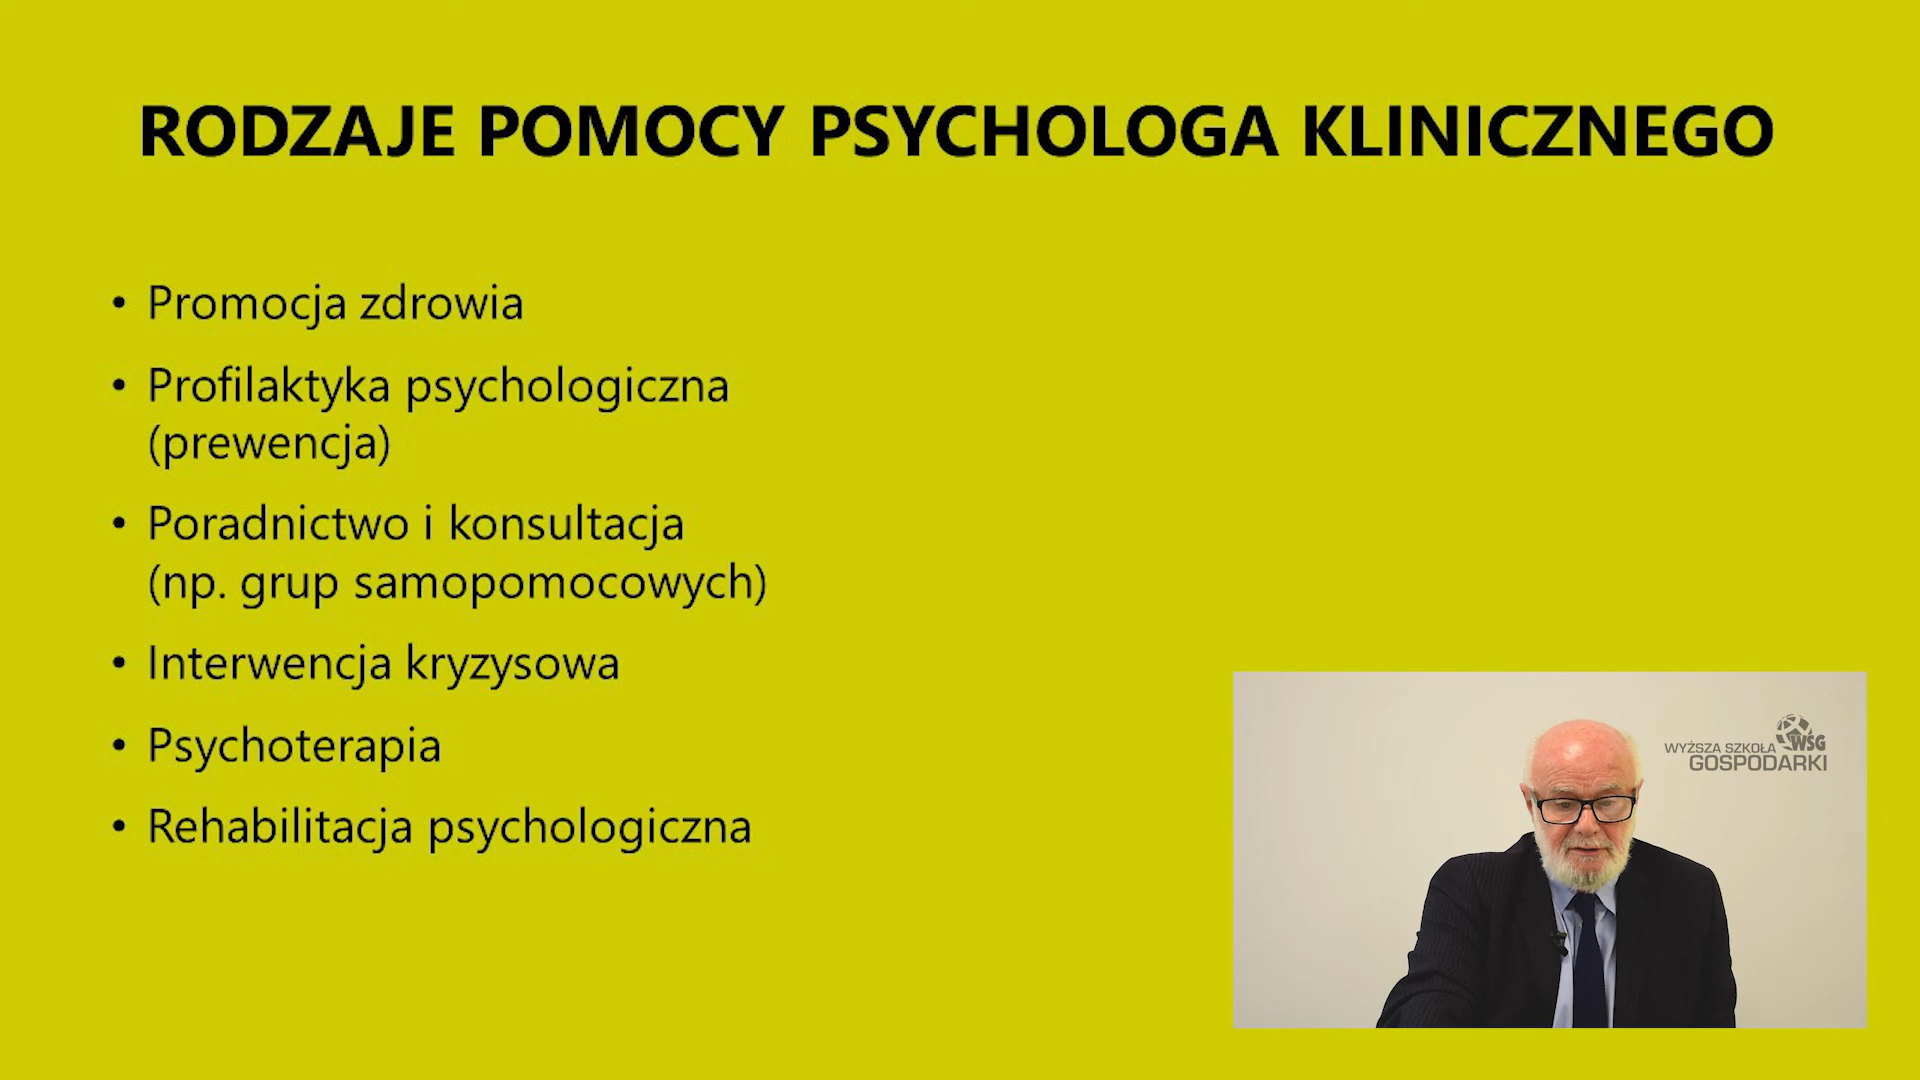 RODZAJE POMOCY PSYCHOLOGA KLINICZNEGO
• Promocja zdrowia
• Profilaktyka psychologiczna
(prewencja)
• Poradnictwo i konsultacja
(np. grup samopomocowych)
• Interwencja kryzysowa
• Psychoterapia
• Rehabilitacja psychologiczna
WYŻSZA SZKOŁA WSG
GOSPODARKI